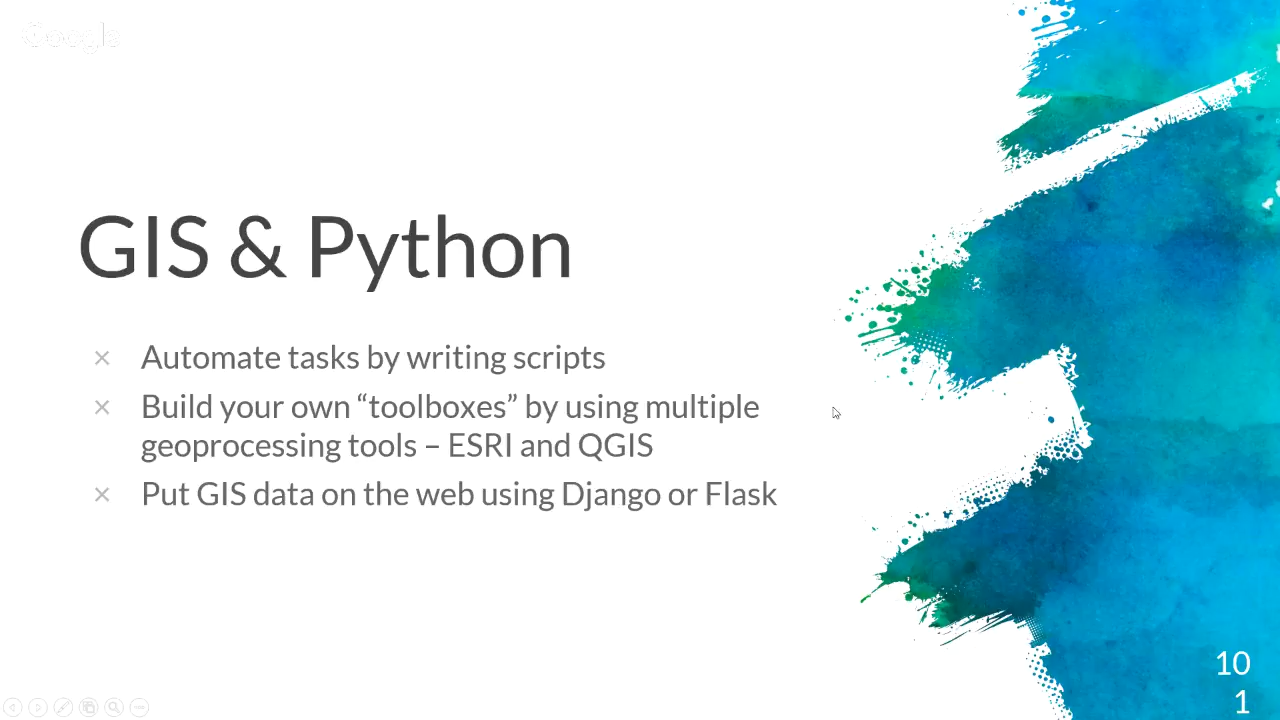 Google
GIS & Python
× Automate tasks by writing scripts
× Build your own “toolboxes” by using multiple
geoprocessing tools – ESRI and QGIS
× Put GIS data on the web using Django or Flask
10
1